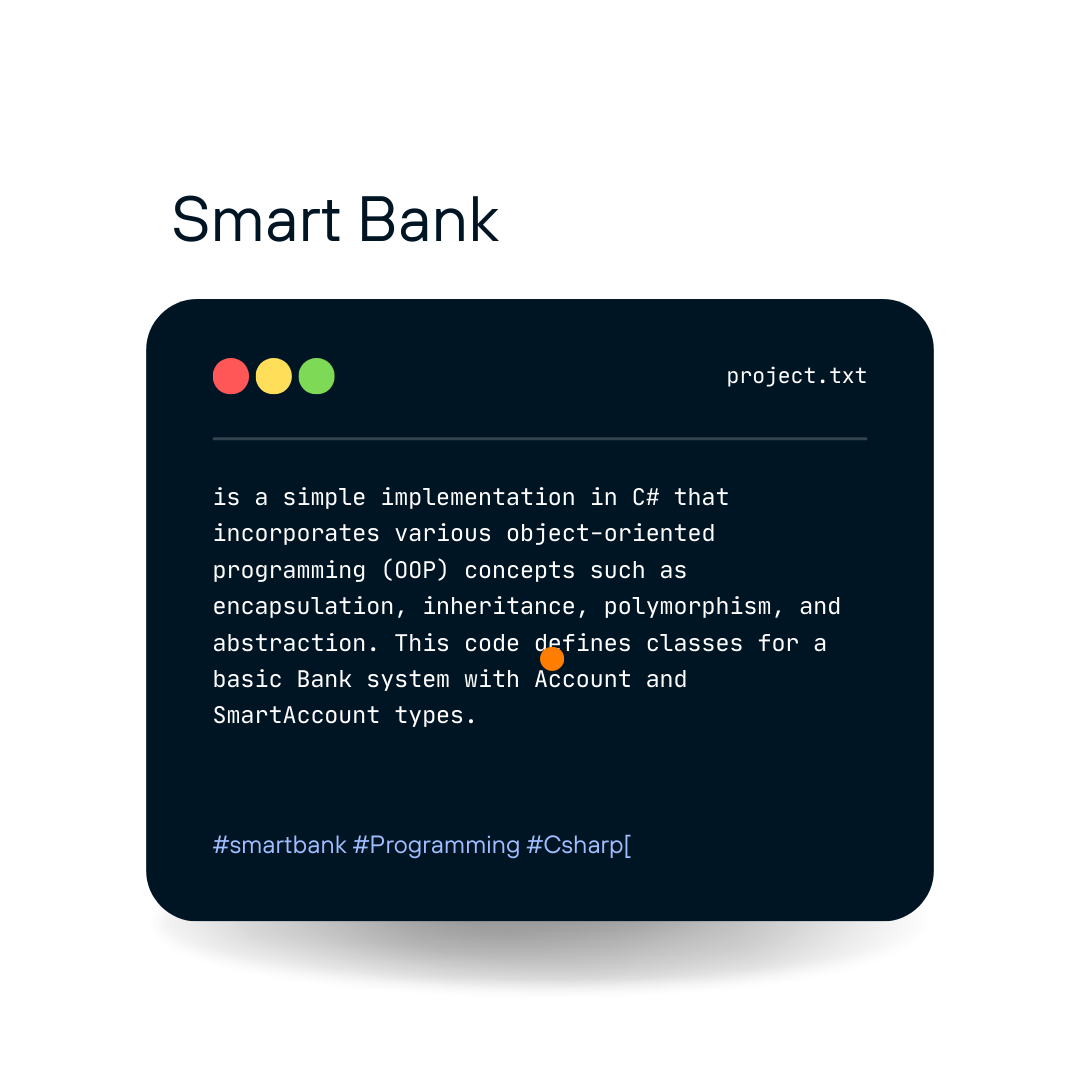 Smart Bank
project.txt
is a simple implementation in C# that
incorporates various object-oriented
programming (OOP) concepts such as
encapsulation, inheritance, polymorphism, and
abstraction. This code defines classes for a
basic Bank system with Account and
SmartAccount types.
#smartbank #Programming #Csharp[